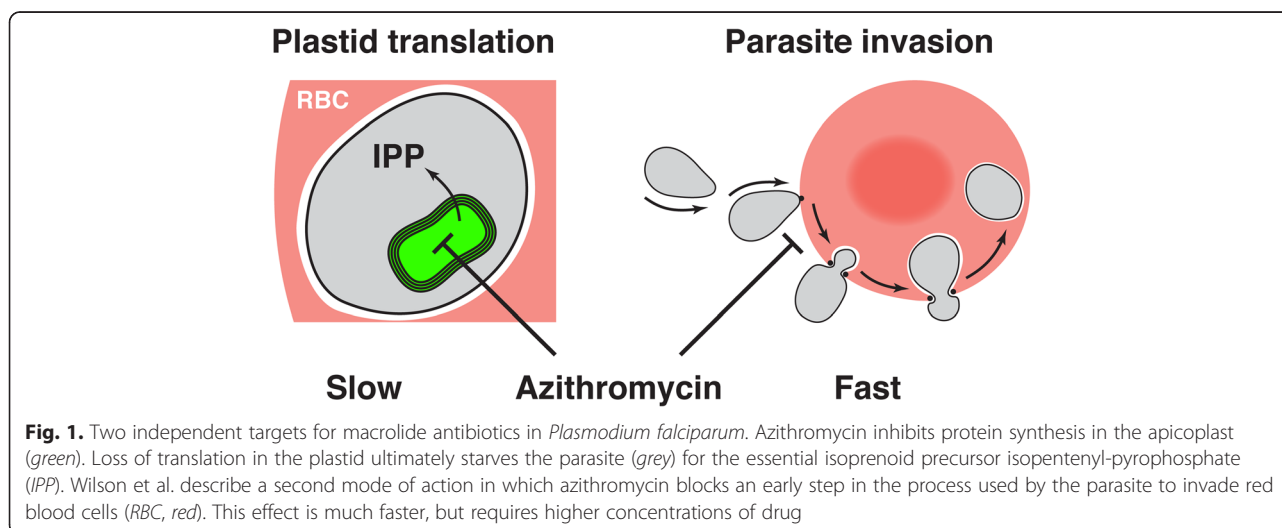 Plastid translation
Parasite invasion
RBC
IPP
Slow
Azithromycin
Fast
Fig. 1. Two independent targets for macrolide antibiotics in Plasmodium falciparum. Azithromycin inhibits protein synthesis in the apicoplast
(green). Loss of translation in the plastid ultimately starves the parasite (grey) for the essential isoprenoid precursor isopentenyl-pyrophosphate
(IPP). Wilson et al. describe a second mode of action in which azithromycin blocks an early step in the process used by the parasite to invade red
blood cells (RBC, red). This effect is much faster, but requires higher concentrations of drug